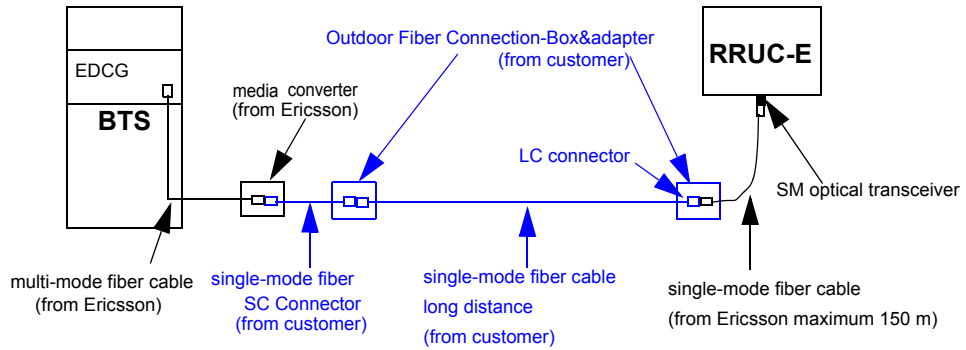 Outdoor Fiber Connection-Box&adapter
(from customer)
RRUC-E
EDCG
BTS
media converter
(from Ericsson)
LC connector
SM optical transceiver
multi-mode fiber cable
(from Ericsson)
single-mode fiber
SC Connector
(from customer)
single-mode fiber cable
long distance
(from customer)
single-mode fiber cable
(from Ericsson maximum 150 m)